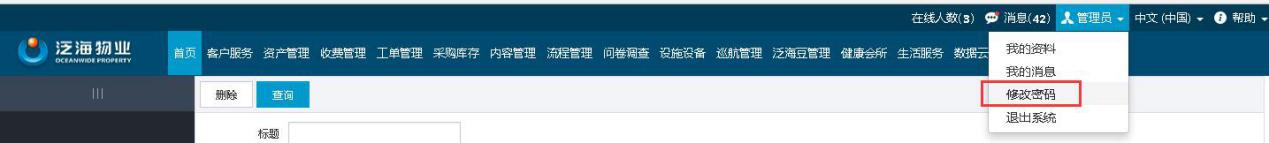 在线人数(3) 消息(42) 管理员 中文 (中国) 帮助
泛海物业
OCEANWIDE PROPERTY
首页 客户服务 资产管理 收费管理 工单管理 采购库存 内容管理 流程管理 问卷调查 设施设备 巡航管理 泛海豆管理 健康会所 生活服务 数据云
我的资料
我的消息
修改密码
退出系统
删除 查询
标题